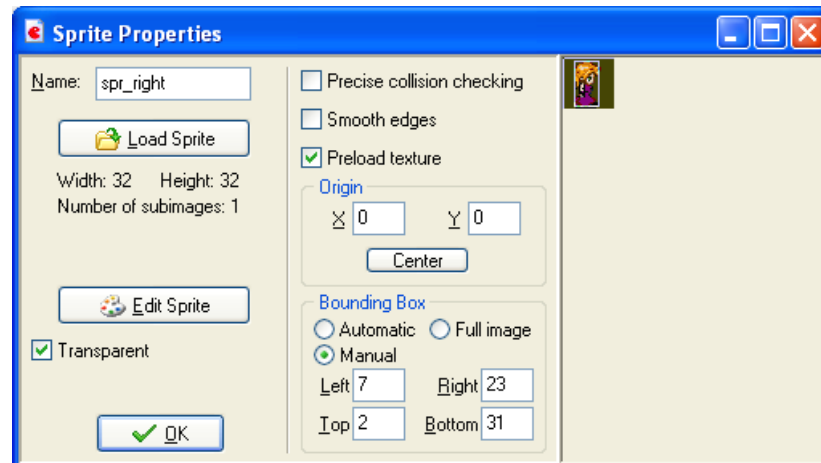 Sprite Properties
Name: spr_right
Load Sprite
Width: 32 Height: 32
Number of subimages: 1
Edit Sprite
Transparent
OK
Precise collision checking
Smooth edges
Preload texture
Origin
X 0 Y 0
Center
Bounding Box
Automatic Full image
Manual
Left 7 Right 23
Top 2 Bottom 31